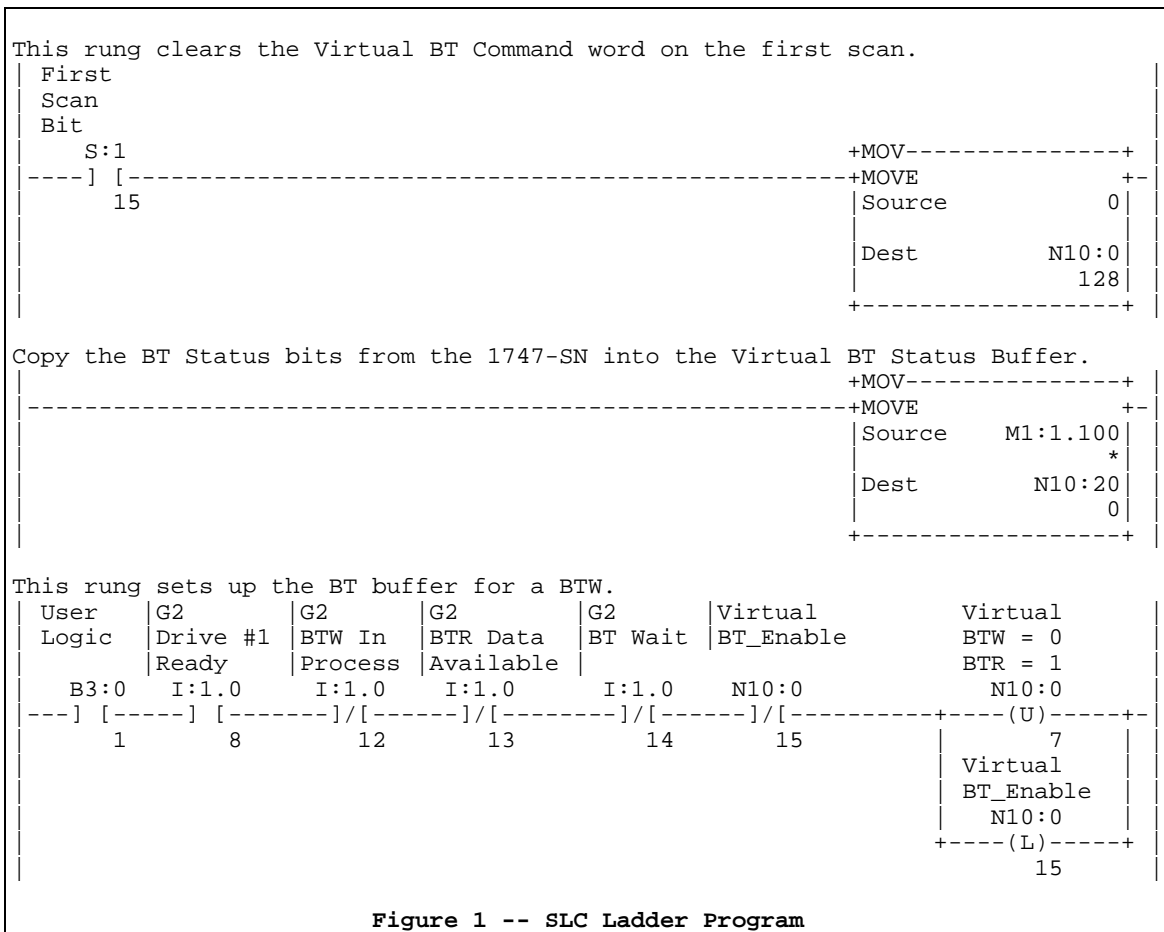 This rung clears the Virtual BT Command word on the first scan.
| First                                                                        |
| Scan                                                                         |
| Bit                                                                          |
|    S:1                                                   +MOV---------------+ |
|----] [--------------------------------------------------+MOVE              +-|
|      15                                                  |Source           0| |
|                                                          |                  | |
|                                                          |Dest         N10:0| |
|                                                          |               128| |
|                                                          +------------------+ |
Copy the BT Status bits from the 1747-SN into the Virtual BT Status Buffer.
|                                                          +MOV---------------+ |
|---------------------------------------------------------+MOVE              +-|
|                                                          |Source    M1:1.100| |
|                                                          |                 *| |
|                                                          |Dest        N10:20| |
|                                                          |                 0| |
|                                                          +------------------+ |
This rung sets up the BT buffer for a BTW.
| User   |G2       |G2      |G2        |G2       |Virtual        Virtual        |
| Logic  |Drive #1 |BTW In  |BTR Data  |BT Wait  |BT_Enable      BTW = 0        |
|        |Ready    |Process |Available |                         BTR = 1        |
|   B3:0   I:1.0     I:1.0    I:1.0      I:1.0     N10:0          N10:0         |
|---] [-----] [-------]/[------]/[--------]/[------]/[----------+----(U)-----+-|
|      1       8        12       13         14        15        |       7    | |
|                                                               | Virtual    | |
|                                                               | BT_Enable  | |
|                                                               |   N10:0    | |
|                                                               +----(L)-----+ |
|                                                                      15      |
Figure 1 -- SLC Ladder Program